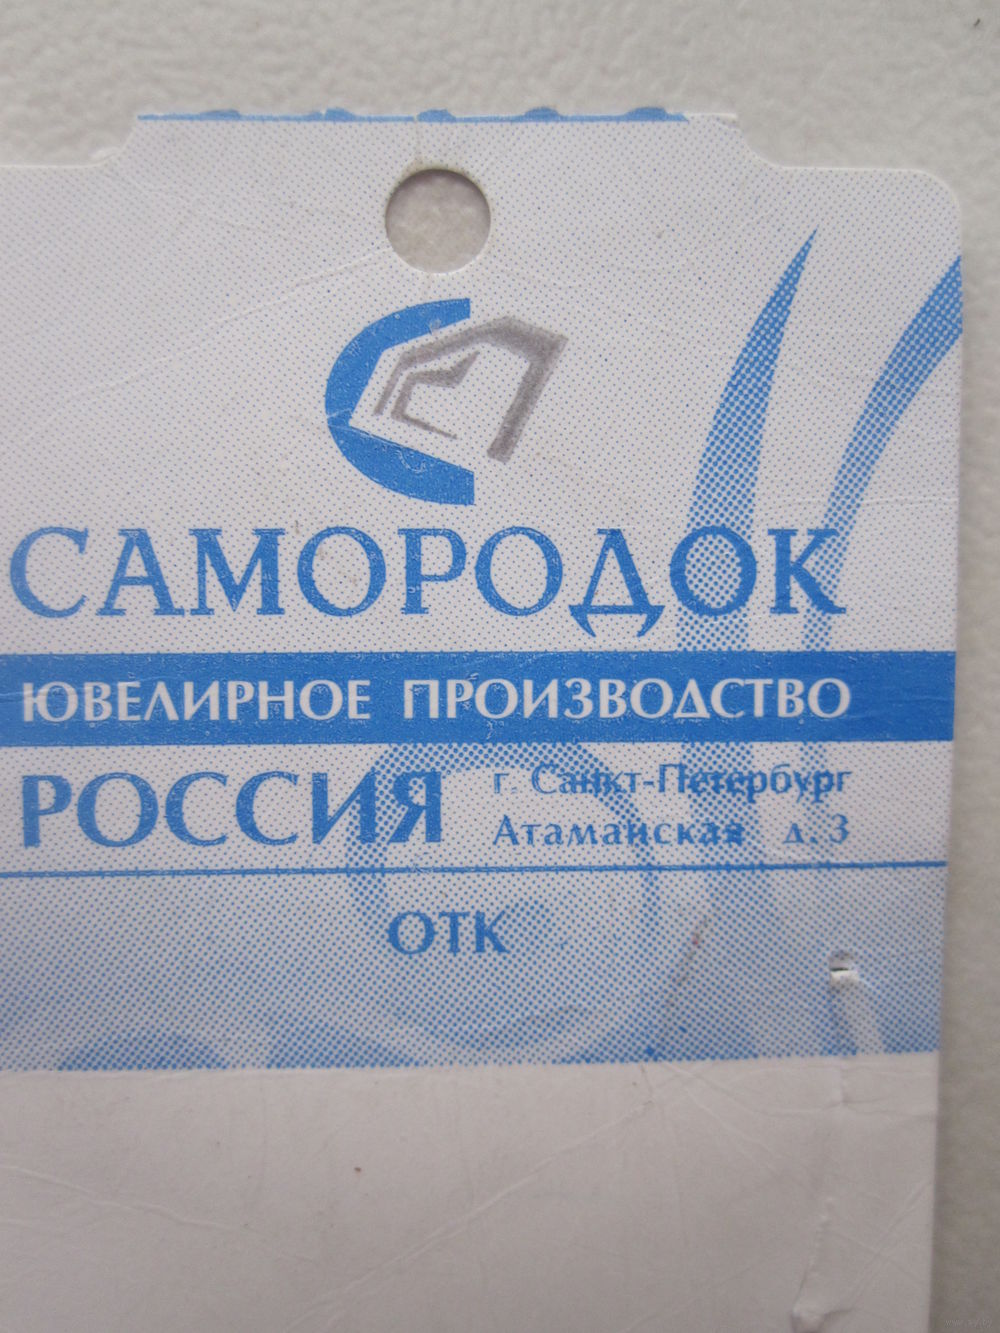 САМОРОДОК
ЮВЕЛИРНОЕ ПРОИЗВОДСТВО
РОССИЯ
г. Санкт-Петербург
Атаманская д. 3
ОТК